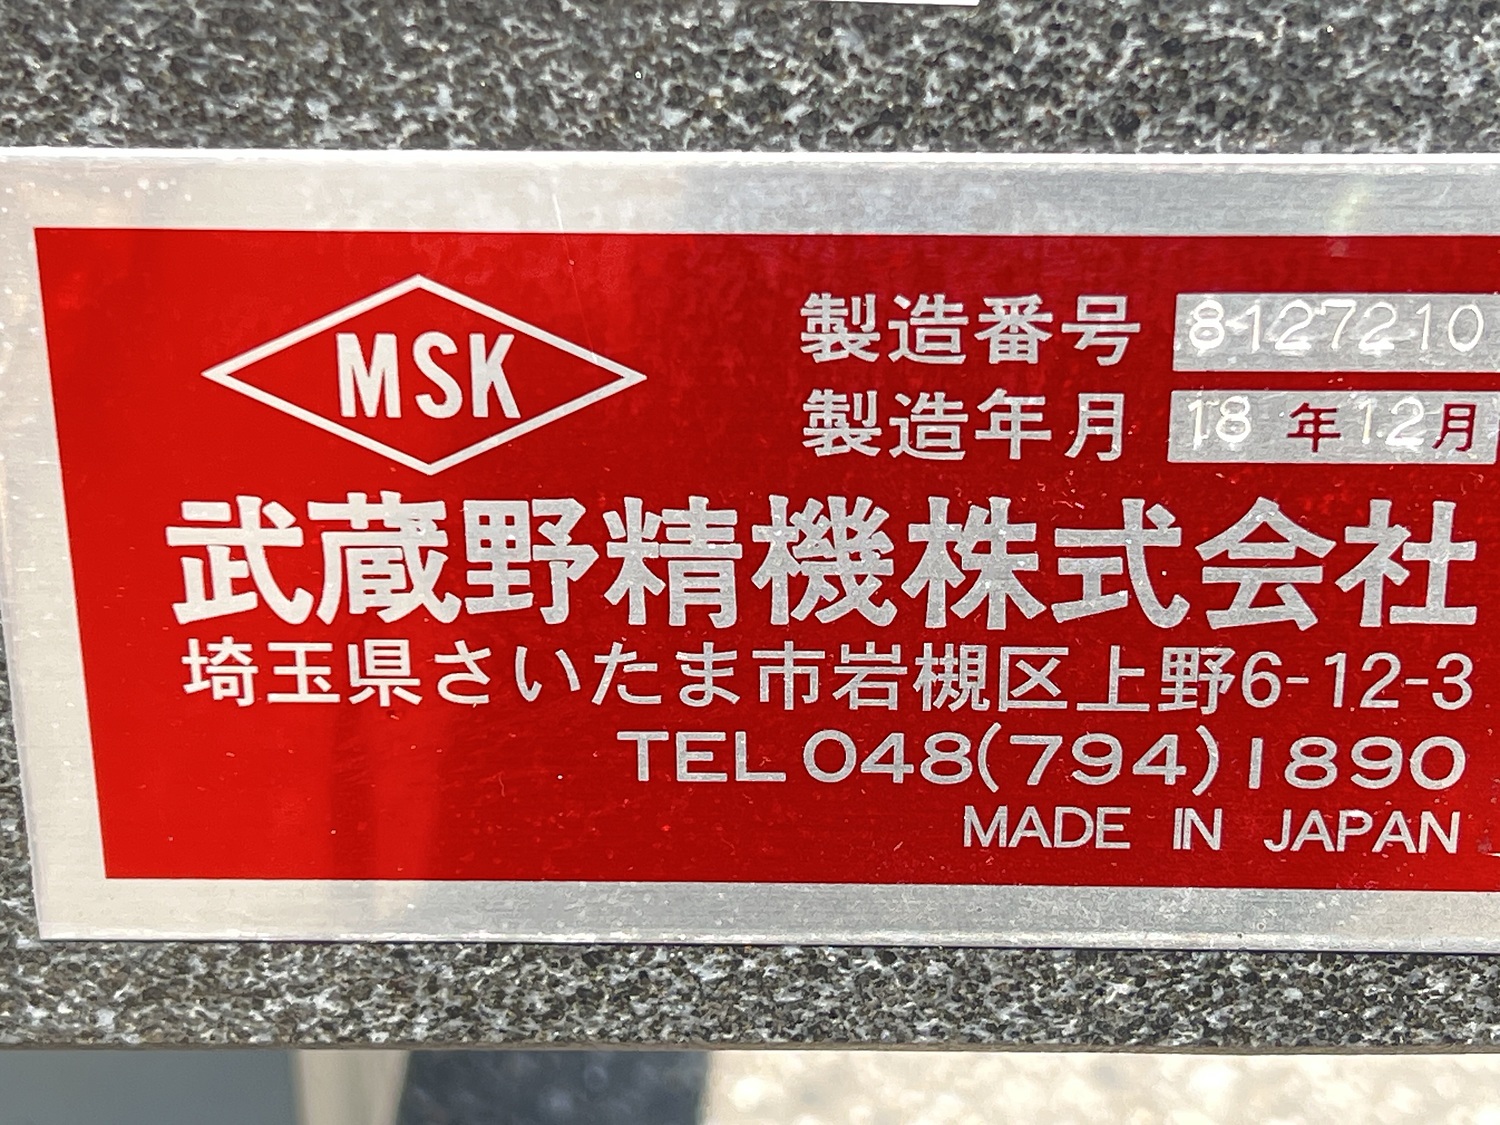 MSK
製造番号 8127210
製造年月 18年12月
武蔵野精機株式会社
埼玉県さいたま市岩槻区上野6-12-3
TEL 048(794)1890
MADE IN JAPAN